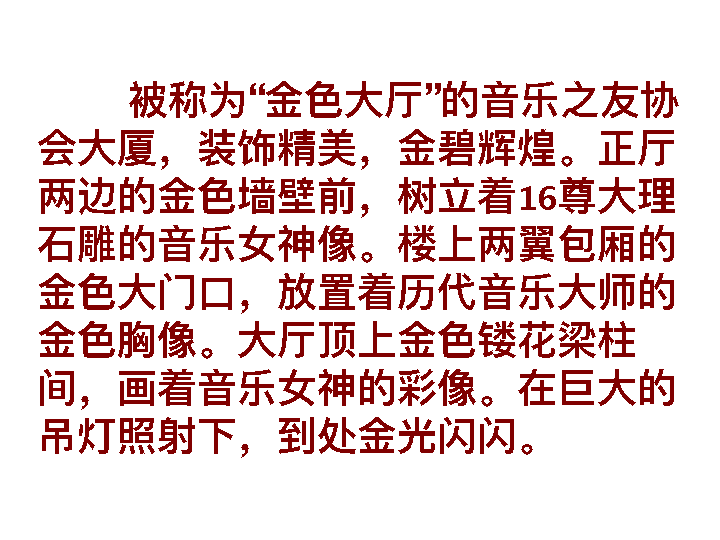 被称为“金色大厅”的音乐之友协
会大厦，装饰精美，金碧辉煌。正厅
两边的金色墙壁前，树立着16尊大理
石雕的音乐女神像。楼上两翼包厢的
金色大门口，放置着历代音乐大师的
金色胸像。大厅顶上金色镂花梁柱
间，画着音乐女神的彩像。在巨大的
吊灯照射下，到处金光闪闪。